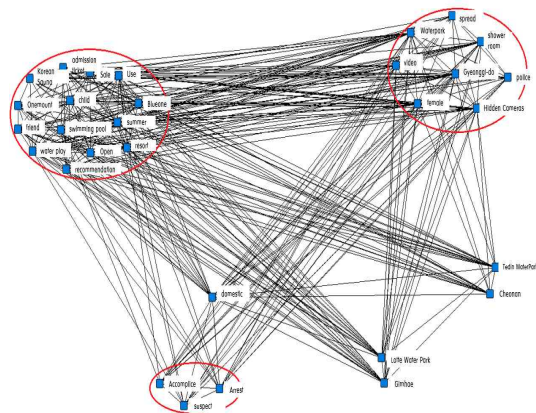 spread
Waterpark
shower
room
video
Gyeonggi-do
police
female
Hidden Cameras
Korean
Sauna
admission
ticket
Sale
Use
Onemount
child
Blueone
friend
swimming pool
summer
water play
Open
resort
recommendation
Tedin WaterPark
Cheonan
domestic
Lotte Water Park
Gimhae
Accomplice
Arrest
suspect